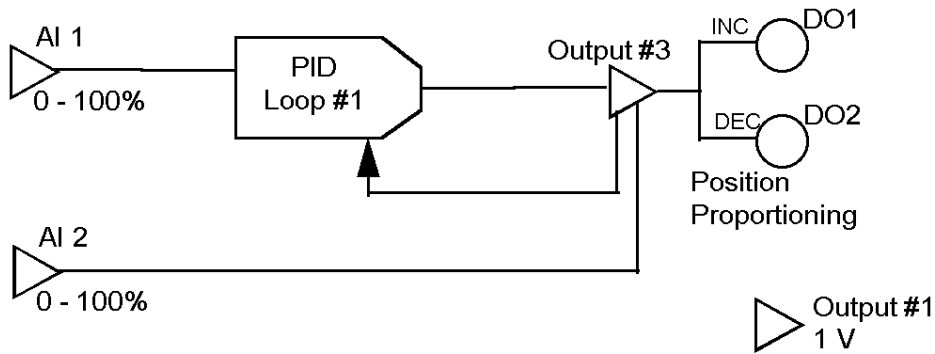 AI 1
0 - 100%
PID
Loop #1
Output #3
INC
DO1
DEC
DO2
Position
Proportioning
AI 2
0 - 100%
Output #1
1 V